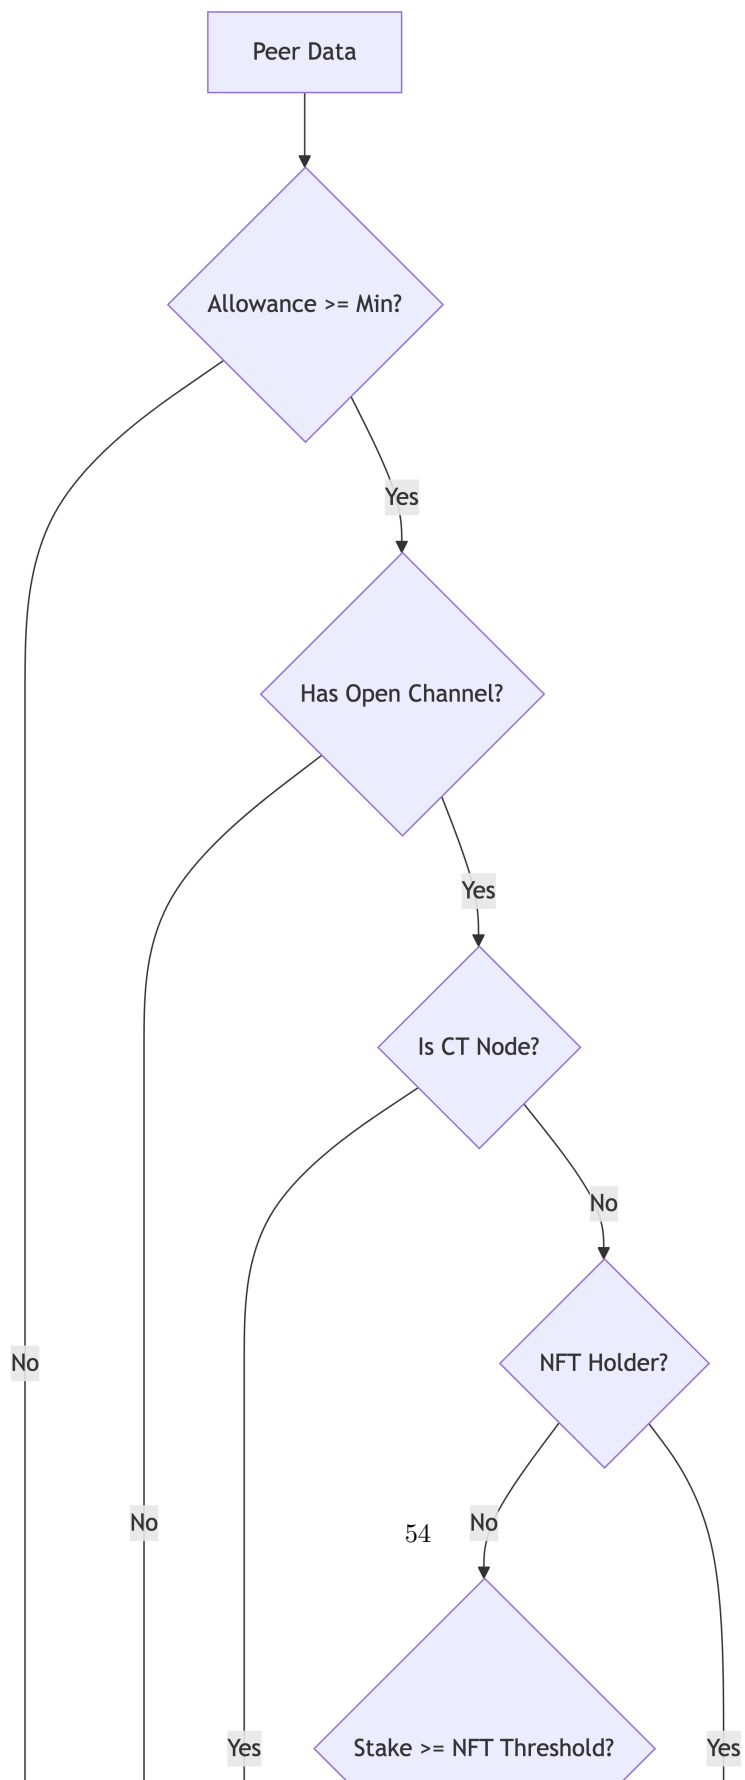 Peer Data
Allowance >= Min?
Yes
Has Open Channel?
Yes
Is CT Node?
No
NFT Holder?
No
No
54
No
Stake >= NFT Threshold?
Yes
Yes